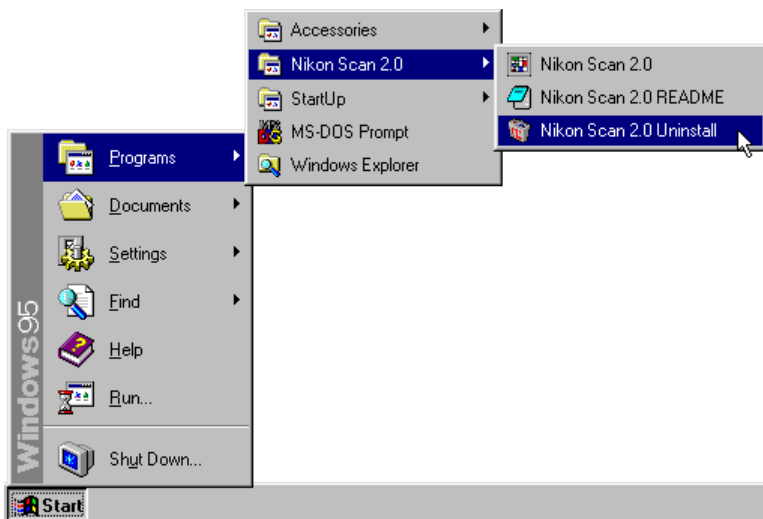 Accessories
Nikon Scan 2.0
StartUp
MS-DOS Prompt
Windows Explorer
Nikon Scan 2.0
Nikon Scan 2.0 README
Nikon Scan 2.0 Uninstall
Programs
Documents
Settings
Find
Help
Run...
Shut Down...
Windows95
Start